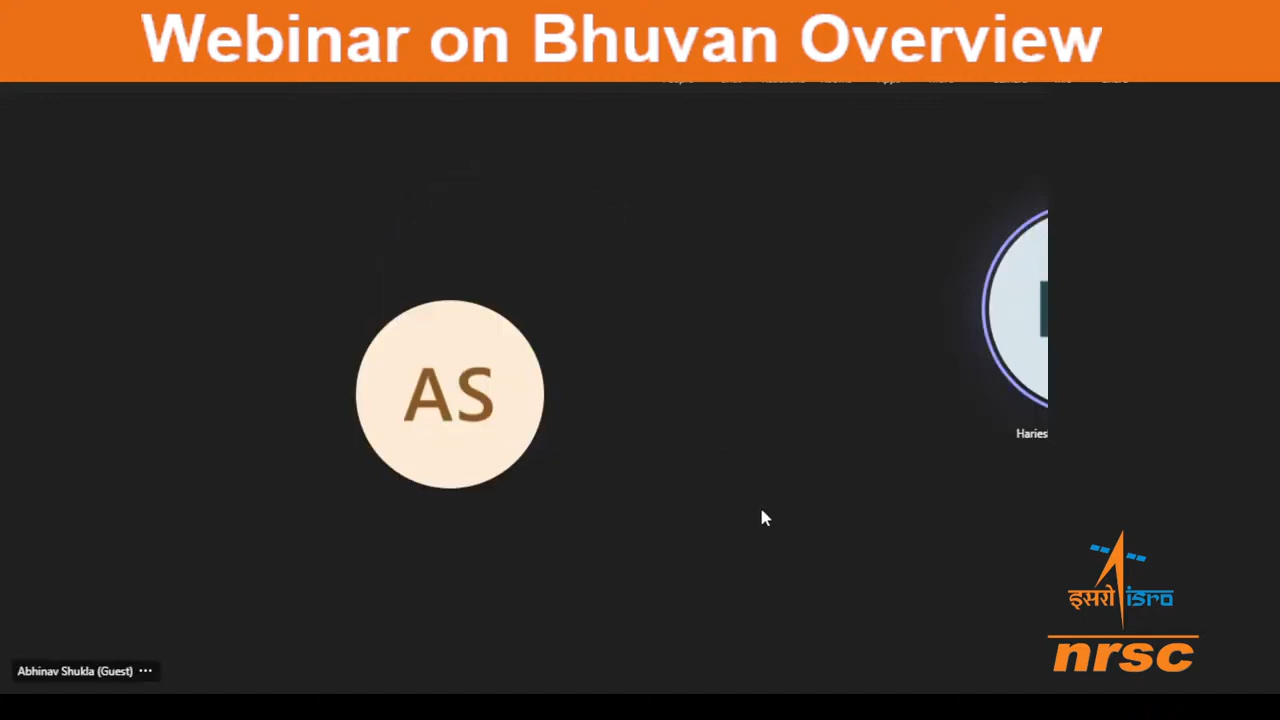 Webinar on Bhuvan Overview
AS
Haries
इसरो isro
nrsc
Abhinav Shukla (Guest) ···